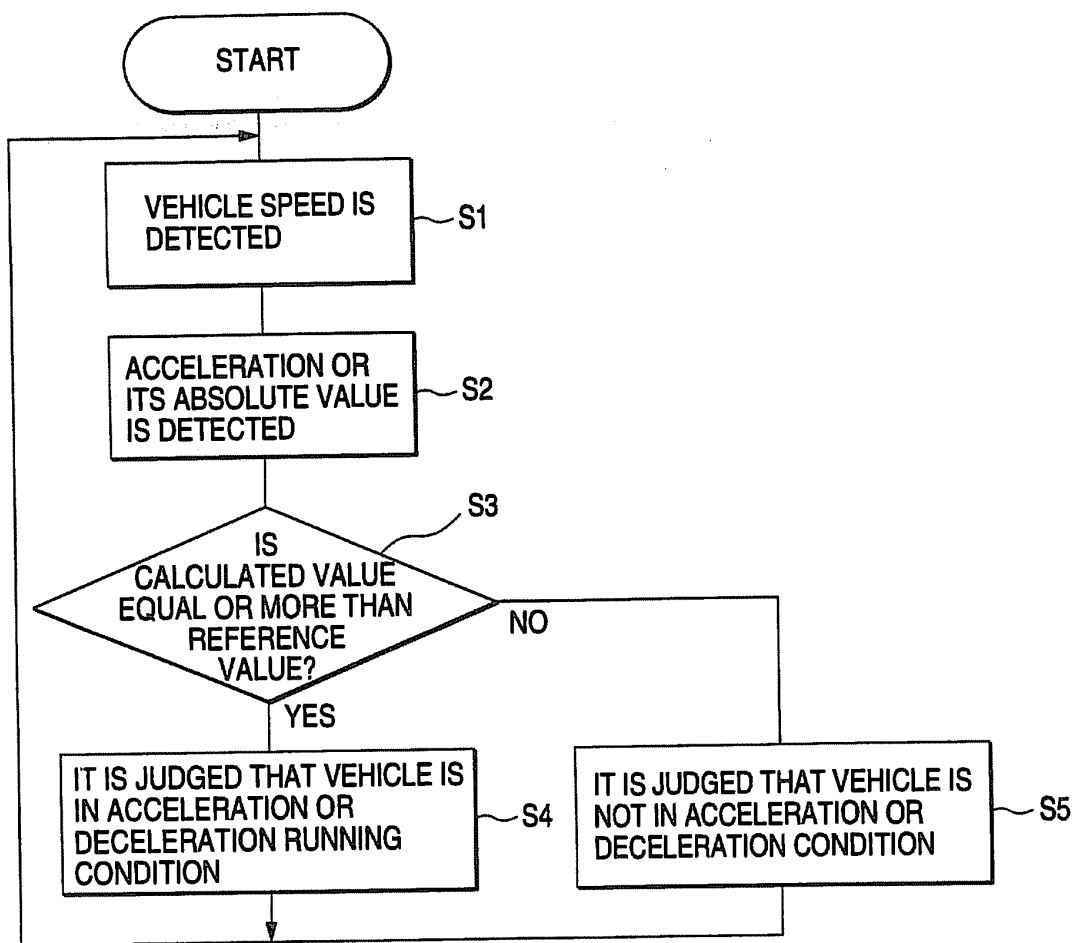 START
VEHICLE SPEED IS
DETECTED
S1
ACCELERATION OR
ITS ABSOLUTE VALUE
IS DETECTED
S2
S3
IS
CALCULATED VALUE
EQUAL OR MORE THAN
REFERENCE
VALUE?
NO
YES
IT IS JUDGED THAT VEHICLE IS
IN ACCELERATION OR
DECELERATION RUNNING
CONDITION
S4
IT IS JUDGED THAT VEHICLE IS
NOT IN ACCELERATION OR
DECELERATION CONDITION
S5